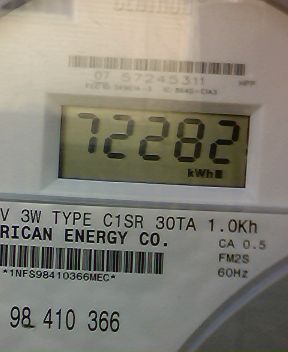 07 57245311
72282
kWh
V 3W TYPE C1SR 30TA 1.0Kh
RICAN ENERGY CO.
CA 0.5
FM2S
*1NFS98410366MEC*
60Hz
98 410 366